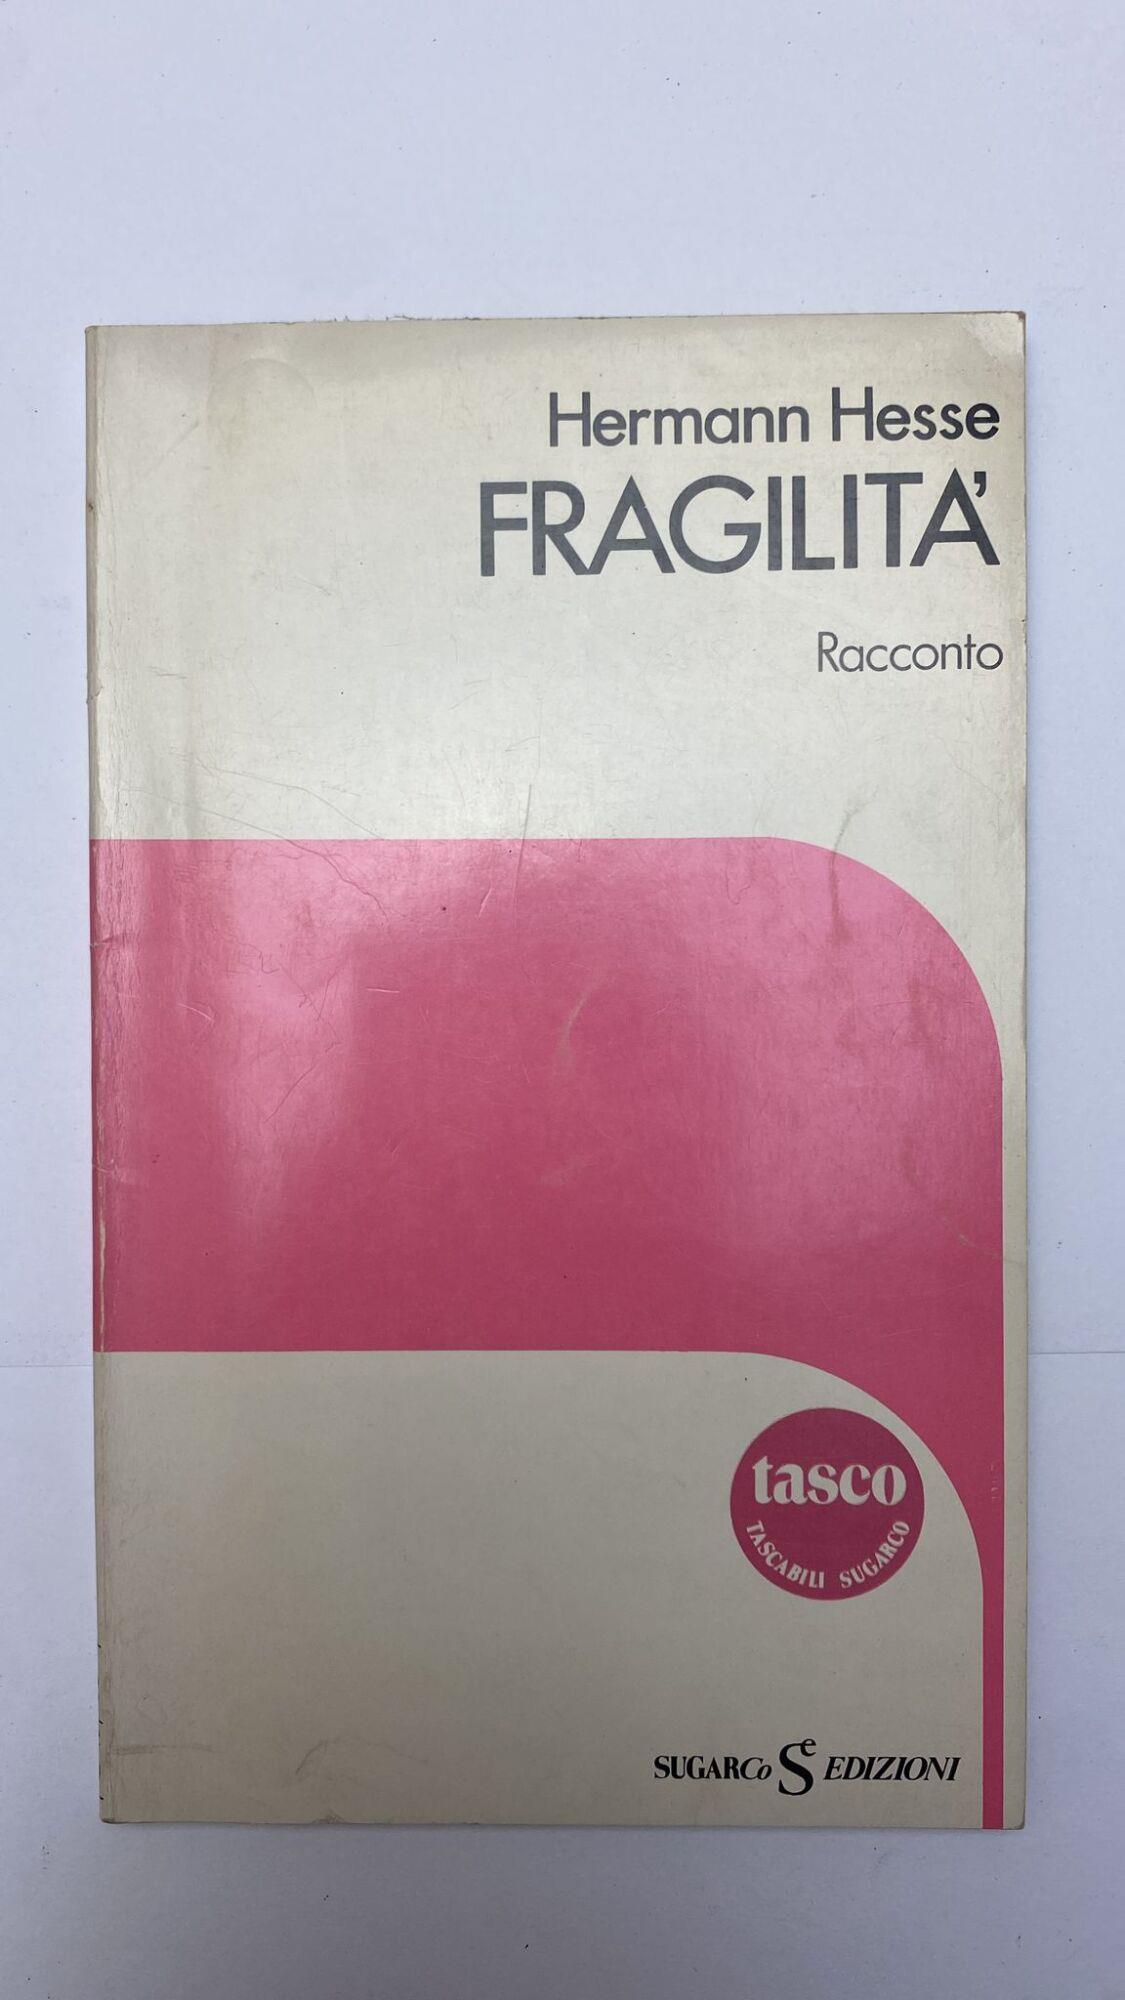 Hermann Hesse
FRAGILITA'
Racconto
tasco
TASCABILI SUGARCO
SUGARCo Se EDIZIONI